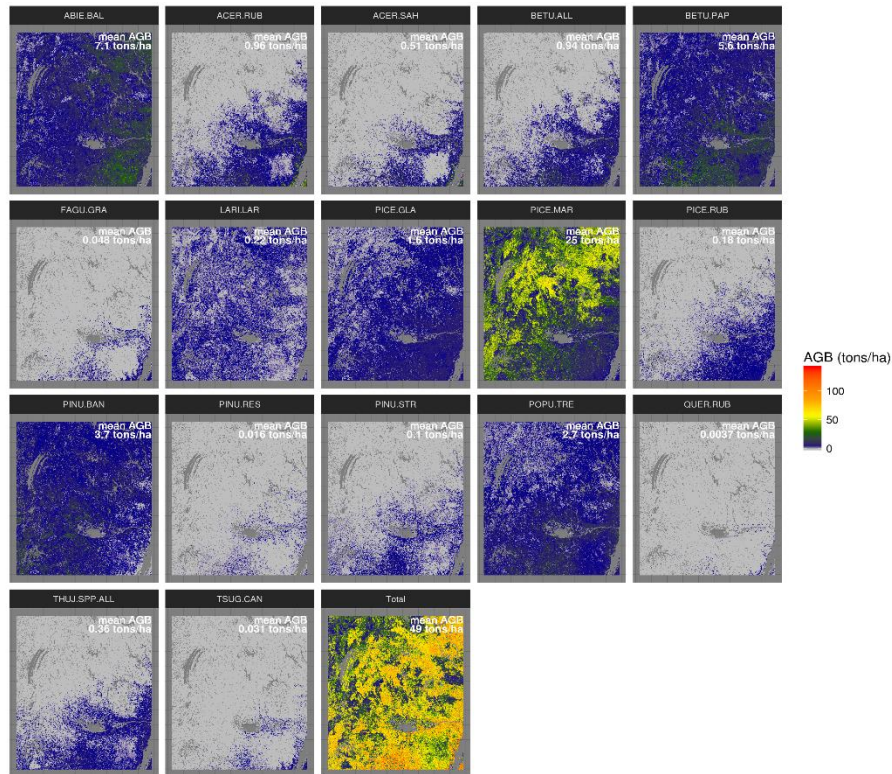 ABIE.BAL
mean AGB
7.1 tons/ha
ACER.RUB
mean AGB
0.96 tons/ha
ACER.SAH
mean AGB
0.51 tons/ha
BETU.ALL
mean AGB
0.94 tons/ha
BETU.PAP
mean AGB
5.6 tons/ha
FAGU.GRA
mean AGB
0.048 tons/ha
LARI.LAR
mean AGB
0.22 tons/ha
PICE.GLA
mean AGB
1.6 tons/ha
PICE.MAR
mean AGB
25 tons/ha
PICE.RUB
mean AGB
0.18 tons/ha
AGB (tons/ha)
100
50
0
PINU.BAN
mean AGB
3.7 tons/ha
PINU.RES
mean AGB
0.016 tons/ha
PINU.STR
mean AGB
0.1 tons/ha
POPU.TRE
mean AGB
2.7 tons/ha
QUER.RUB
mean AGB
0.0037 tons/ha
THUJ.SPP.ALL
mean AGB
0.36 tons/ha
TSUG.CAN
mean AGB
0.031 tons/ha
Total
mean AGB
49 tons/ha